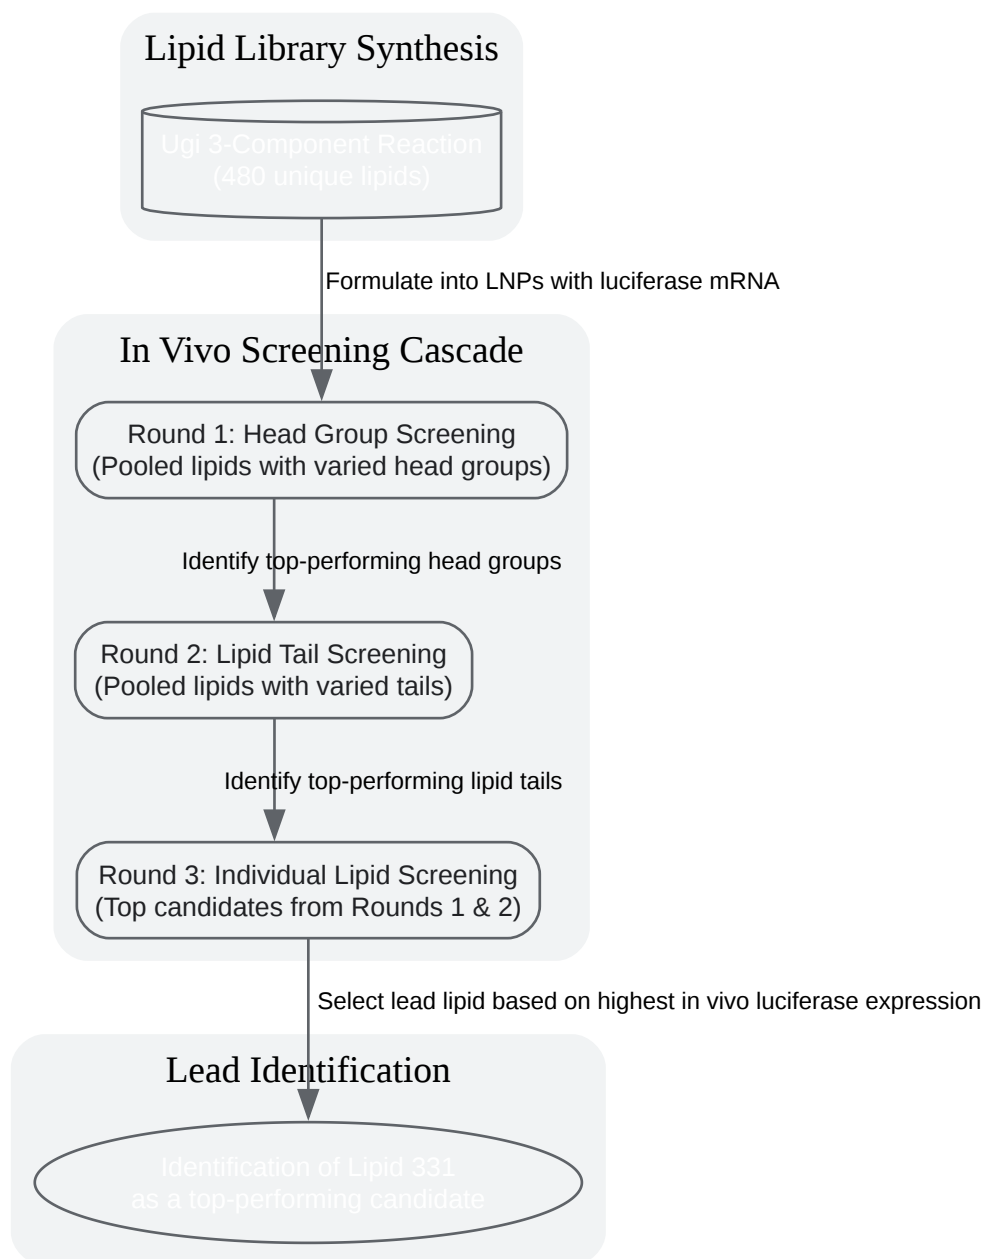 Lipid Library Synthesis
Ugi 3-Component Reaction
(480 unique lipids)
Formulate into LNPs with luciferase mRNA
In Vivo Screening Cascade
Round 1: Head Group Screening
(Pooled lipids with varied head groups)
Identify top-performing head groups
Round 2: Lipid Tail Screening
(Pooled lipids with varied tails)
Identify top-performing lipid tails
Round 3: Individual Lipid Screening
(Top candidates from Rounds 1 & 2)
Select lead lipid based on highest in vivo luciferase expression
Lead Identification
Identification of Lipid 331
as a top-performing candidate